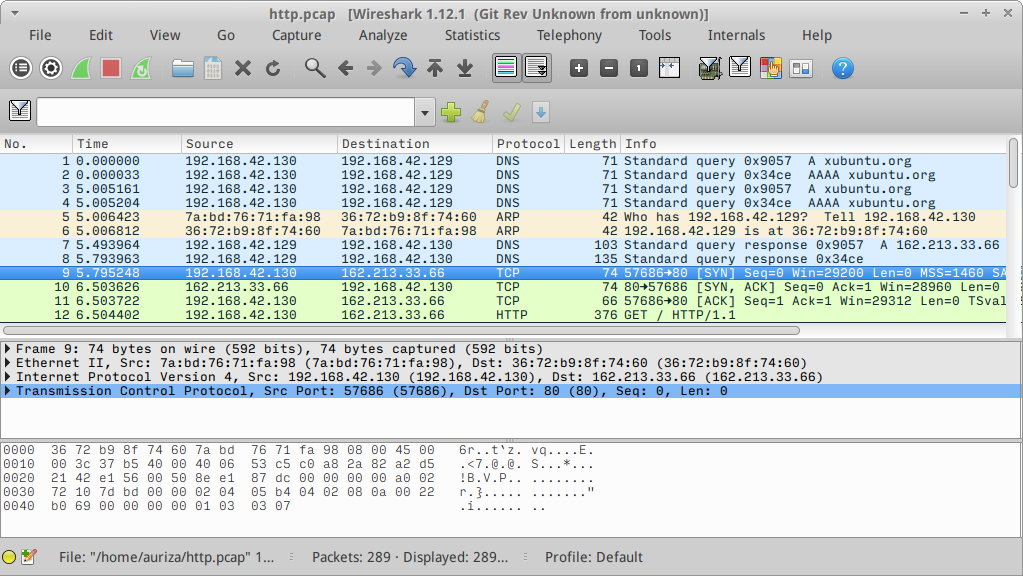 http.pcap   [Wireshark 1.12.1  (Git Rev Unknown from unknown)]
File Edit View Go Capture Analyze Statistics Telephony Tools Internals Help
No. Time Source Destination Protocol Length Info
1 0.000000 192.168.42.130 192.168.42.129 DNS 71 Standard query 0x9057  A xubuntu.org
2 0.000033 192.168.42.130 192.168.42.129 DNS 71 Standard query 0x34ce  AAAA xubuntu.org
3 5.005161 192.168.42.130 192.168.42.129 DNS 71 Standard query 0x9057  A xubuntu.org
4 5.005204 192.168.42.130 192.168.42.129 DNS 71 Standard query 0x34ce  AAAA xubuntu.org
5 5.006423 7a:bd:76:71:fa:98 36:72:b9:8f:74:60 ARP 42 Who has 192.168.42.129?  Tell 192.168.42.130
6 5.006812 36:72:b9:8f:74:60 7a:bd:76:71:fa:98 ARP 42 192.168.42.129 is at 36:72:b9:8f:74:60
7 5.493964 192.168.42.129 192.168.42.130 DNS 103 Standard query response 0x9057  A 162.213.33.66
8 5.793963 192.168.42.129 192.168.42.130 DNS 135 Standard query response 0x34ce
9 5.795248 192.168.42.130 162.213.33.66 TCP 74 57686→80 [SYN] Seq=0 Win=29200 Len=0 MSS=1460 SA
10 6.503626 162.213.33.66 192.168.42.130 TCP 74 80→57686 [SYN, ACK] Seq=0 Ack=1 Win=28960 Len=0
11 6.503722 192.168.42.130 162.213.33.66 TCP 66 57686→80 [ACK] Seq=1 Ack=1 Win=29312 Len=0 TSval
12 6.504402 192.168.42.130 162.213.33.66 HTTP 376 GET / HTTP/1.1
Frame 9: 74 bytes on wire (592 bits), 74 bytes captured (592 bits)
Ethernet II, Src: 7a:bd:76:71:fa:98 (7a:bd:76:71:fa:98), Dst: 36:72:b9:8f:74:60 (36:72:b9:8f:74:60)
Internet Protocol Version 4, Src: 192.168.42.130 (192.168.42.130), Dst: 162.213.33.66 (162.213.33.66)
Transmission Control Protocol, Src Port: 57686 (57686), Dst Port: 80 (80), Seq: 0, Len: 0
0000  36 72 b9 8f 74 60 7a bd  76 71 fa 98 08 00 45 00   6r..t`z. vq....E.
0010  00 3c 37 b5 40 00 40 06  53 c5 c0 a8 2a 82 a2 d5   .<7.@.@. S...*...
0020  21 42 e1 56 00 50 8e e1  87 dc 00 00 00 00 a0 02   !B.V.P.. ........
0030  72 10 7d bd 00 00 02 04  05 b4 04 02 08 0a 00 22   r.}..... ......."
0040  b0 69 00 00 00 00 01 03  03 07   .i...... ..
File: "/home/auriza/http.pcap" 1... Packets: 289 · Displayed: 289... Profile: Default